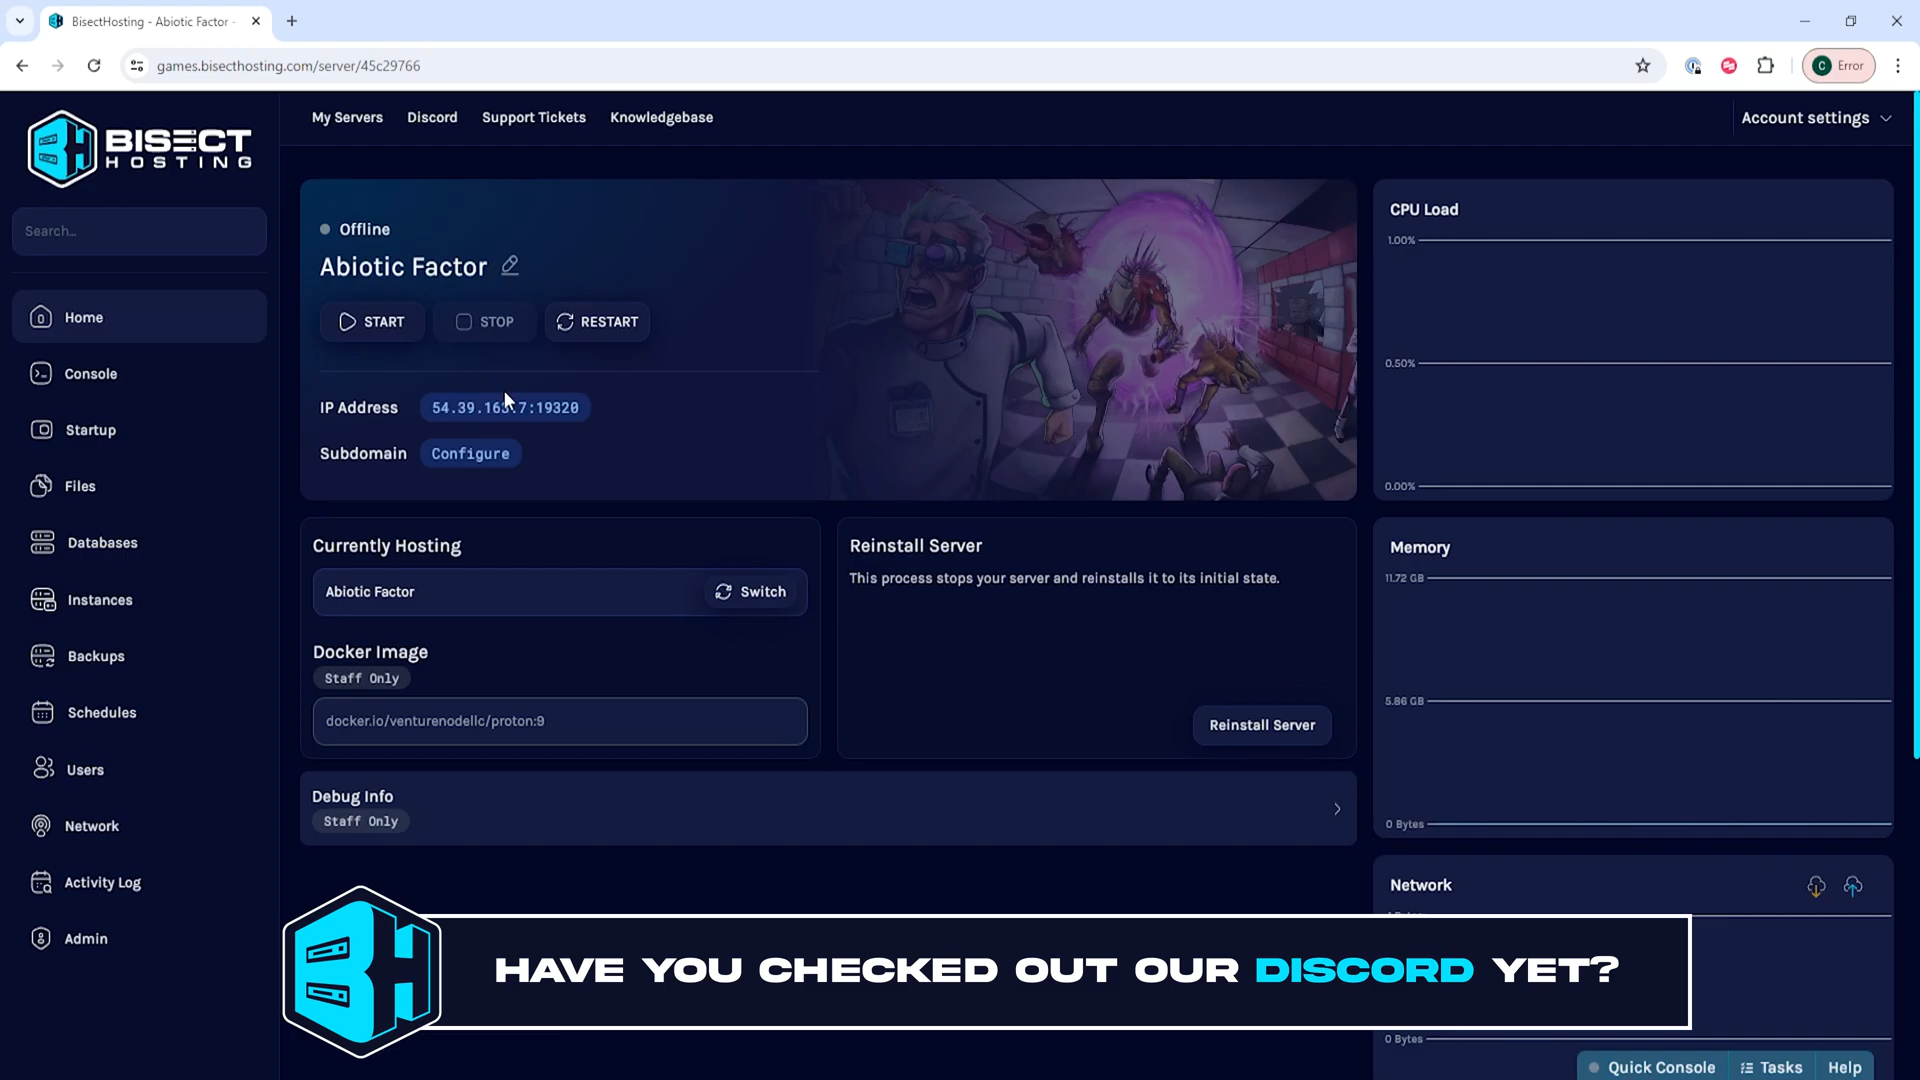 BisectHosting - Abiotic Factor -
games.bisecthosting.com/server/45c29766
Error
BISECT
HOSTING
My Servers
Discord
Support Tickets
Knowledgebase
Account settings
Search...
Home
Console
Startup
Files
Databases
Instances
Backups
Schedules
Users
Network
Activity Log
Admin
Offline
Abiotic Factor
START
STOP
RESTART
IP Address
Subdomain
Configure
Currently Hosting
Abiotic Factor
Switch
Docker Image
Staff Only
docker.io/venturenodellc/proton:9
Reinstall Server
This process stops your server and reinstalls it to its initial state.
Reinstall Server
Debug Info
Staff Only
CPU Load
1.00%
0.50%
0.00%
Memory
11.72 GB
5.86 GB
0 Bytes
Network
0 Bytes
HAVE YOU CHECKED OUT OUR DISCORD YET?
Quick Console
Tasks
Help